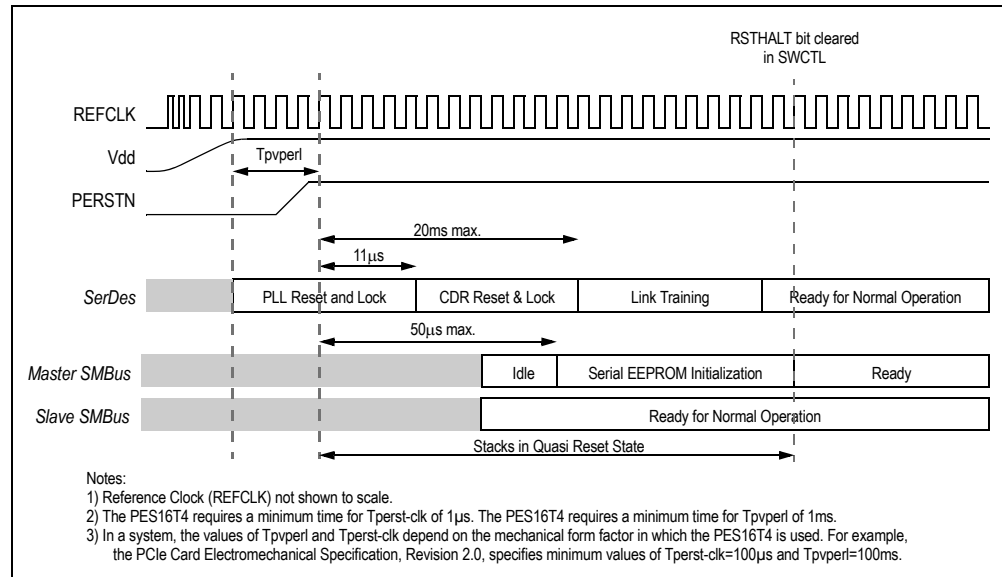 RSTHALT bit cleared
in SWCTL
REFCLK
Vdd
Tpvperl
PERSTN
20ms max.
11μs
SerDes
PLL Reset and Lock
CDR Reset & Lock
Link Training
Ready for Normal Operation
50μs max.
Master SMBus
Idle
Serial EEPROM Initialization
Ready
Slave SMBus
Ready for Normal Operation
Stacks in Quasi Reset State
Notes:
1) Reference Clock (REFCLK) not shown to scale.
2) The PES16T4 requires a minimum time for Tperst-clk of 1μs. The PES16T4 requires a minimum time for Tpvperl of 1ms.
3) In a system, the values of Tpvperl and Tperst-clk depend on the mechanical form factor in which the PES16T4 is used. For example,
the PCIe Card Electromechanical Specification, Revision 2.0, specifies minimum values of Tperst-clk=100μs and Tpvperl=100ms.